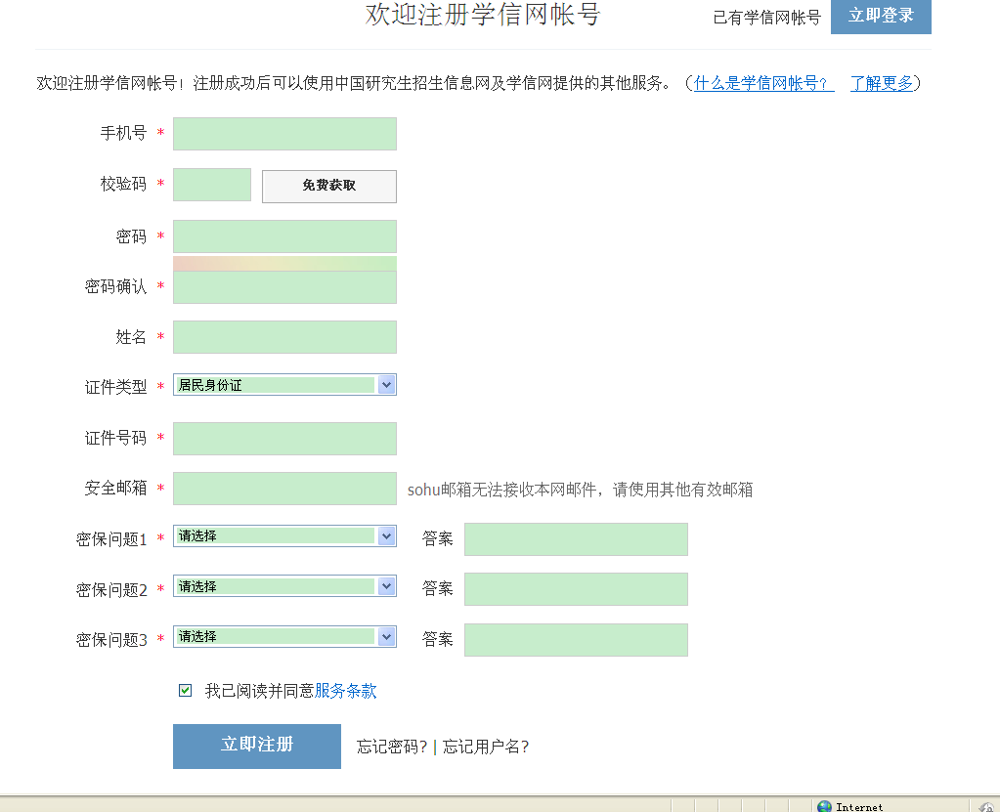 欢迎注册学信网帐号
已有学信网帐号 立即登录
欢迎注册学信网帐号！注册成功后可以使用中国研究生招生信息网及学信网提供的其他服务。（什么是学信网帐号？ 了解更多）
手机号 *
校验码 * 免费获取
密码 *
密码确认 *
姓名 *
证件类型 * 居民身份证
证件号码 *
安全邮箱 * sohu邮箱无法接收本网邮件，请使用其他有效邮箱
密保问题1 * 请选择 答案
密保问题2 * 请选择 答案
密保问题3 * 请选择 答案
我已阅读并同意服务条款
立即注册 忘记密码？|忘记用户名？
Internet